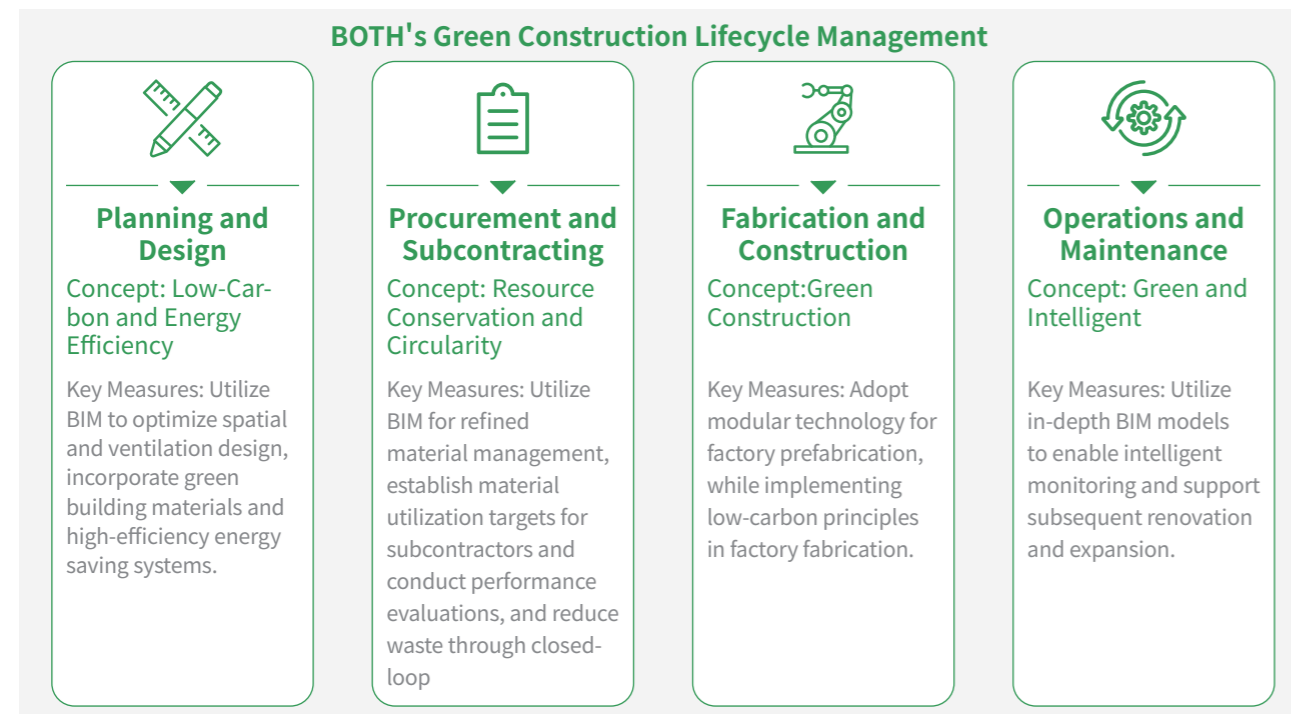 BOTH's Green Construction Lifecycle Management
Planning and
Design
Concept: Low-Car-
bon and Energy
Efficiency
Key Measures: Utilize
BIM to optimize spatial
and ventilation design,
incorporate green
building materials and
high-efficiency energy
saving systems.
Procurement and
Subcontracting
Concept: Resource
Conservation and
Circularity
Key Measures: Utilize
BIM for refined
material management,
establish material
utilization targets for
subcontractors and
conduct performance
evaluations, and reduce
waste through closed-
loop
Fabrication and
Construction
Concept:Green
Construction
Key Measures: Adopt
modular technology for
factory prefabrication,
while implementing
low-carbon principles
in factory fabrication.
Operations and
Maintenance
Concept: Green and
Intelligent
Key Measures: Utilize
in-depth BIM models
to enable intelligent
monitoring and support
subsequent renovation
and expansion.